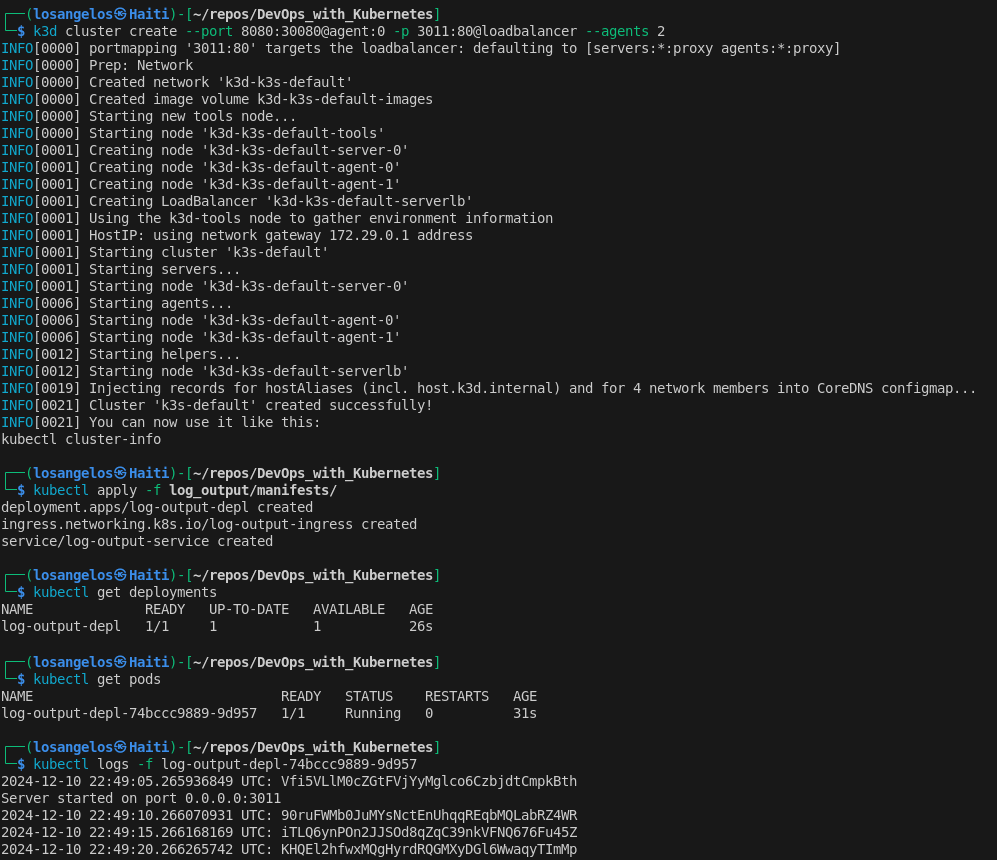 ┌──(losangelos㉿Haiti)-[~/repos/DevOps_with_Kubernetes]
└─$ k3d cluster create --port 8080:30080@agent:0 -p 3011:80@loadbalancer --agents 2
INFO[0000] portmapping '3011:80' targets the loadbalancer: defaulting to [servers:*:proxy agents:*:proxy]
INFO[0000] Prep: Network
INFO[0000] Created network 'k3d-k3s-default'
INFO[0000] Created image volume k3d-k3s-default-images
INFO[0000] Starting new tools node...
INFO[0000] Starting node 'k3d-k3s-default-tools'
INFO[0001] Creating node 'k3d-k3s-default-server-0'
INFO[0001] Creating node 'k3d-k3s-default-agent-0'
INFO[0001] Creating node 'k3d-k3s-default-agent-1'
INFO[0001] Creating LoadBalancer 'k3d-k3s-default-serverlb'
INFO[0001] Using the k3d-tools node to gather environment information
INFO[0001] HostIP: using network gateway 172.29.0.1 address
INFO[0001] Starting cluster 'k3s-default'
INFO[0001] Starting servers...
INFO[0001] Starting node 'k3d-k3s-default-server-0'
INFO[0006] Starting agents...
INFO[0006] Starting node 'k3d-k3s-default-agent-0'
INFO[0006] Starting node 'k3d-k3s-default-agent-1'
INFO[0012] Starting helpers...
INFO[0012] Starting node 'k3d-k3s-default-serverlb'
INFO[0019] Injecting records for hostAliases (incl. host.k3d.internal) and for 4 network members into CoreDNS configmap...
INFO[0021] Cluster 'k3s-default' created successfully!
INFO[0021] You can now use it like this:
kubectl cluster-info
┌──(losangelos㉿Haiti)-[~/repos/DevOps_with_Kubernetes]
└─$ kubectl apply -f log_output/manifests/
deployment.apps/log-output-depl created
ingress.networking.k8s.io/log-output-ingress created
service/log-output-service created
┌──(losangelos㉿Haiti)-[~/repos/DevOps_with_Kubernetes]
└─$ kubectl get deployments
NAME              READY   UP-TO-DATE   AVAILABLE   AGE
log-output-depl   1/1     1            1           26s
┌──(losangelos㉿Haiti)-[~/repos/DevOps_with_Kubernetes]
└─$ kubectl get pods
NAME                               READY   STATUS    RESTARTS   AGE
log-output-depl-74bccc9889-9d957   1/1     Running   0          31s
┌──(losangelos㉿Haiti)-[~/repos/DevOps_with_Kubernetes]
└─$ kubectl logs -f log-output-depl-74bccc9889-9d957
2024-12-10 22:49:05.265936849 UTC: Vfi5VLlM0cZGtFVjYyMglco6CzbjdtCmpkBth
Server started on port 0.0.0.0:3011
2024-12-10 22:49:10.266070931 UTC: 90ruFWMb0JuMYsNctEnUhqqREqbMQLabRZ4WR
2024-12-10 22:49:15.266168169 UTC: iTLQ6ynPOn2JJSOd8qZqC39nkVFNQ676Fu45Z
2024-12-10 22:49:20.266265742 UTC: KHQEl2hfwxMQgHyrdRQGMXyDGl6WwaqyTImMp